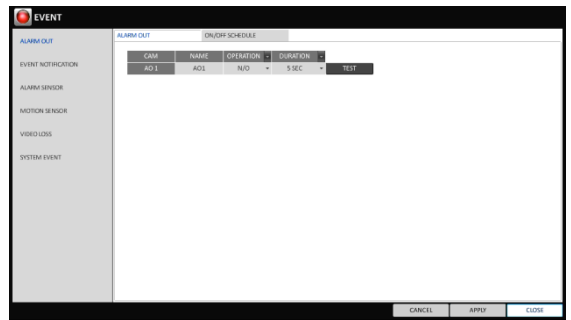 EVENT
ALARM OUT
EVENT NOTIFICATION
ALARM SENSOR
MOTION SENSOR
VIDEO LOSS
SYSTEM EVENT
ALARM OUT ON/OFF SCHEDULE
CAM NAME OPERATION DURATION
AO 1 AO1 N/O 5 SEC TEST
CANCEL APPLY CLOSE